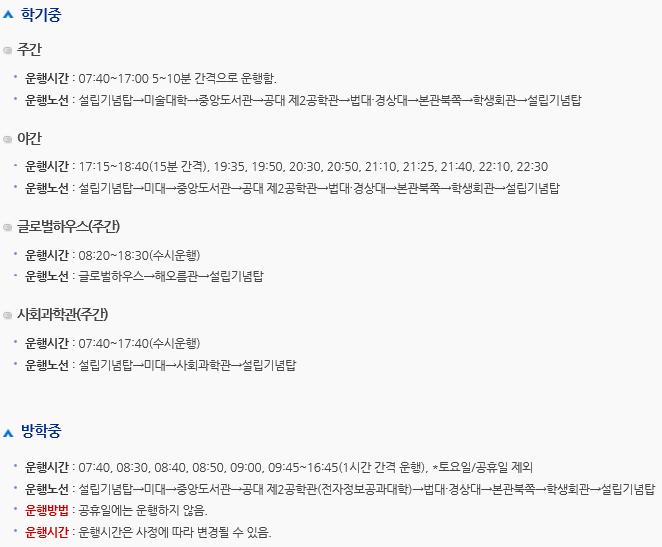 학기중
주간
운행시간 : 07:40~17:00 5~10분 간격으로 운행함.
운행노선 : 설립기념탑→미술대학→중앙도서관→공대 제2공학관→법대·경상대→본관북쪽→학생회관→설립기념탑
야간
운행시간 : 17:15~18:40(15분 간격), 19:35, 19:50, 20:30, 20:50, 21:10, 21:25, 21:40, 22:10, 22:30
운행노선 : 설립기념탑→미대→중앙도서관→공대 제2공학관→법대·경상대→본관북쪽→학생회관→설립기념탑
글로벌하우스(주간)
운행시간 : 08:20~18:30(수시운행)
운행노선 : 글로벌하우스→해오름관→설립기념탑
사회과학관(주간)
운행시간 : 07:40~17:40(수시운행)
운행노선 : 설립기념탑→미대→사회과학관→설립기념탑
방학중
운행시간 : 07:40, 08:30, 08:40, 08:50, 09:00, 09:45~16:45(1시간 간격 운행), *토요일/공휴일 제외
운행노선 : 설립기념탑→미대→중앙도서관→공대 제2공학관(전자정보공과대학)→법대·경상대→본관북쪽→학생회관→설립기념탑
운행방법 : 공휴일에는 운행하지 않음.
운행시간 : 운행시간은 사정에 따라 변경될 수 있음.